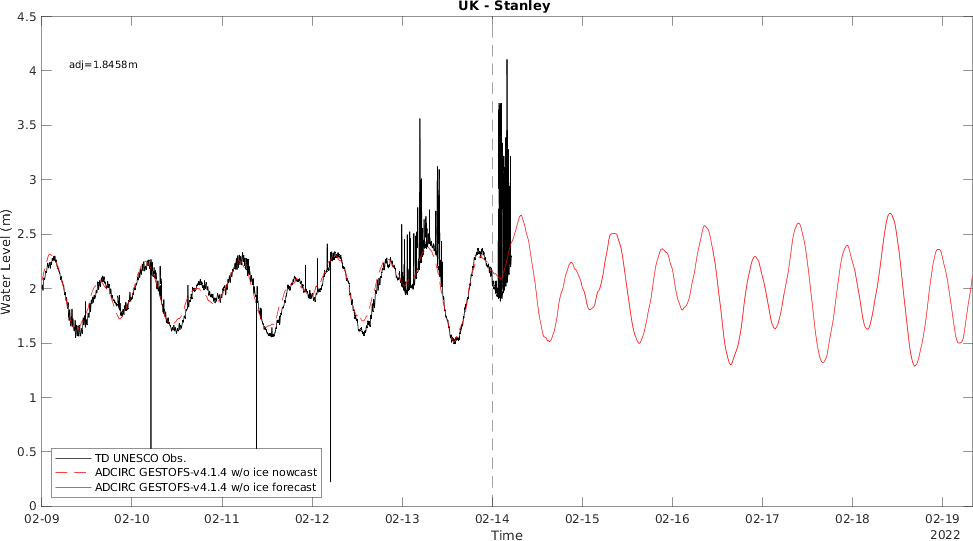 UK - Stanley
4.5
4
3.5
3
2.5
2
1.5
1
0.5
0
adj=1.8458m
Water Level (m)
TD UNESCO Obs.
ADCIRC GESTOFS-v4.1.4 w/o ice nowcast
ADCIRC GESTOFS-v4.1.4 w/o ice forecast
02-09 02-10 02-11 02-12 02-13 02-14 02-15 02-16 02-17 02-18 02-19
Time
2022